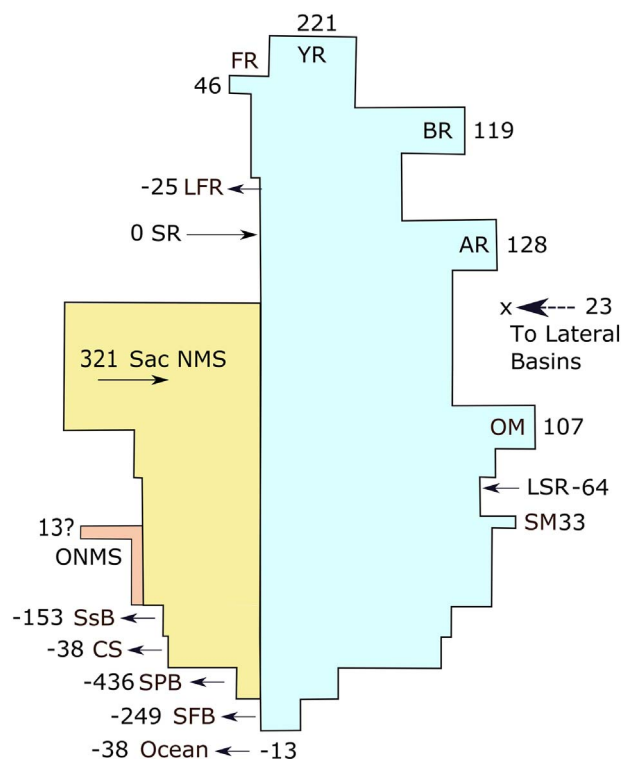 221
FR YR
46
BR 119
-25 LFR
0 SR
AR 128
x 23
To Lateral
Basins
321 Sac NMS
OM 107
LSR-64
13?
SM33
ONMS
-153 SsB
-38 CS
-436 SPB
-249 SFB
-38 Ocean -13